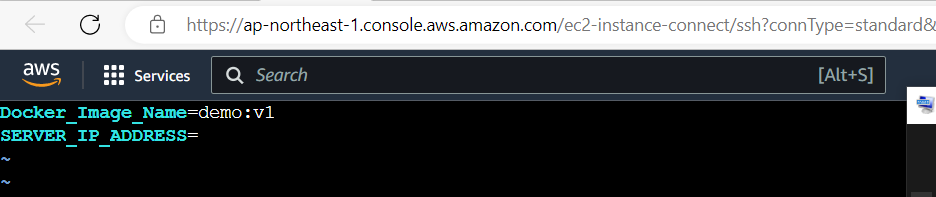 https://ap-northeast-1.console.aws.amazon.com/ec2-instance-connect/ssh?connType=standard&
aws
Services
Search
[Alt+S]
Docker_Image_Name=demo:v1
SERVER_IP_ADDRESS=
~
~